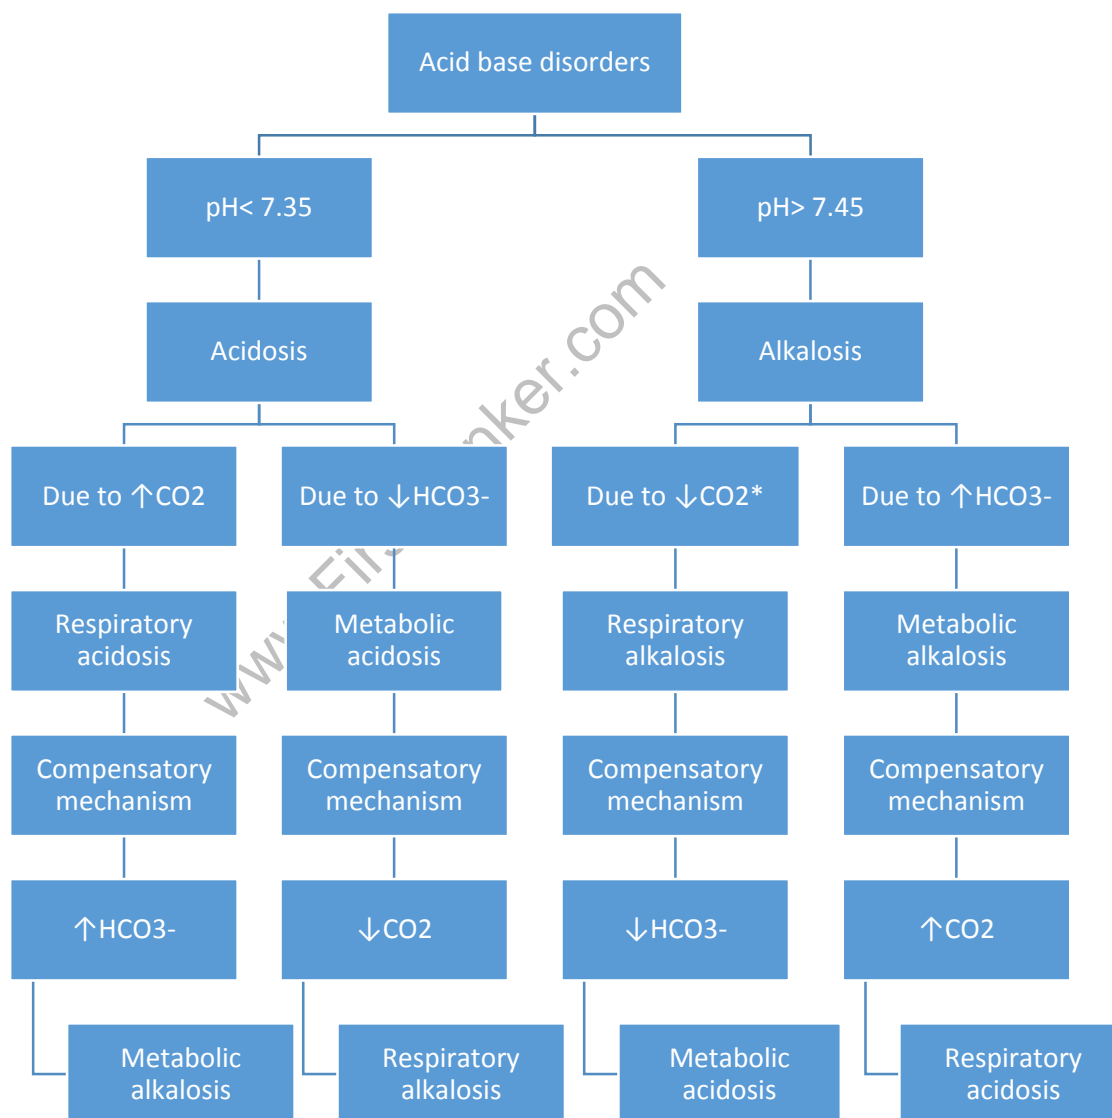 Acid base disorders
pH< 7.35
pH> 7.45
Acidosis
Alkalosis
Due to ↑CO2
Due to ↓HCO3-
Due to ↓CO2*
Due to ↑HCO3-
Respiratory
acidosis
Metabolic
acidosis
Respiratory
alkalosis
Metabolic
alkalosis
Compensatory
mechanism
Compensatory
mechanism
Compensatory
mechanism
Compensatory
mechanism
↑HCO3-
↓CO2
↓HCO3-
↑CO2
Metabolic
alkalosis
Respiratory
alkalosis
Metabolic
acidosis
Respiratory
acidosis